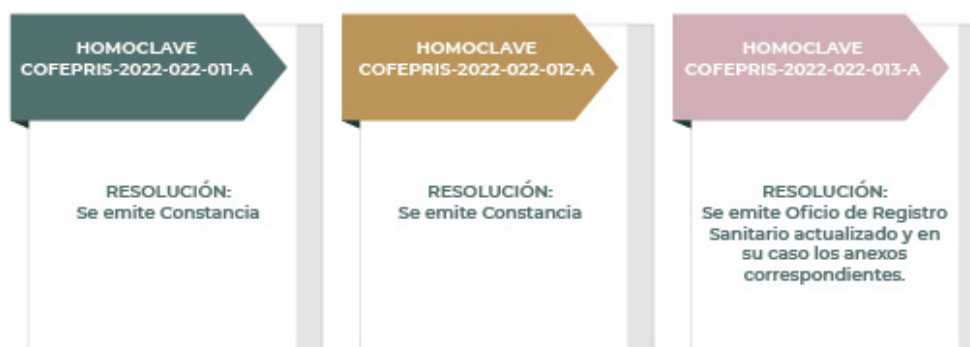 HOMOCLAVE
COFEPRIS-2022-022-011-A
RESOLUCIÓN:
Se emite Constancia
HOMOCLAVE
COFEPRIS-2022-022-012-A
RESOLUCIÓN:
Se emite Constancia
HOMOCLAVE
COFEPRIS-2022-022-013-A
RESOLUCIÓN:
Se emite Oficio de Registro
Sanitario actualizado y en
su caso los anexos
correspondientes.